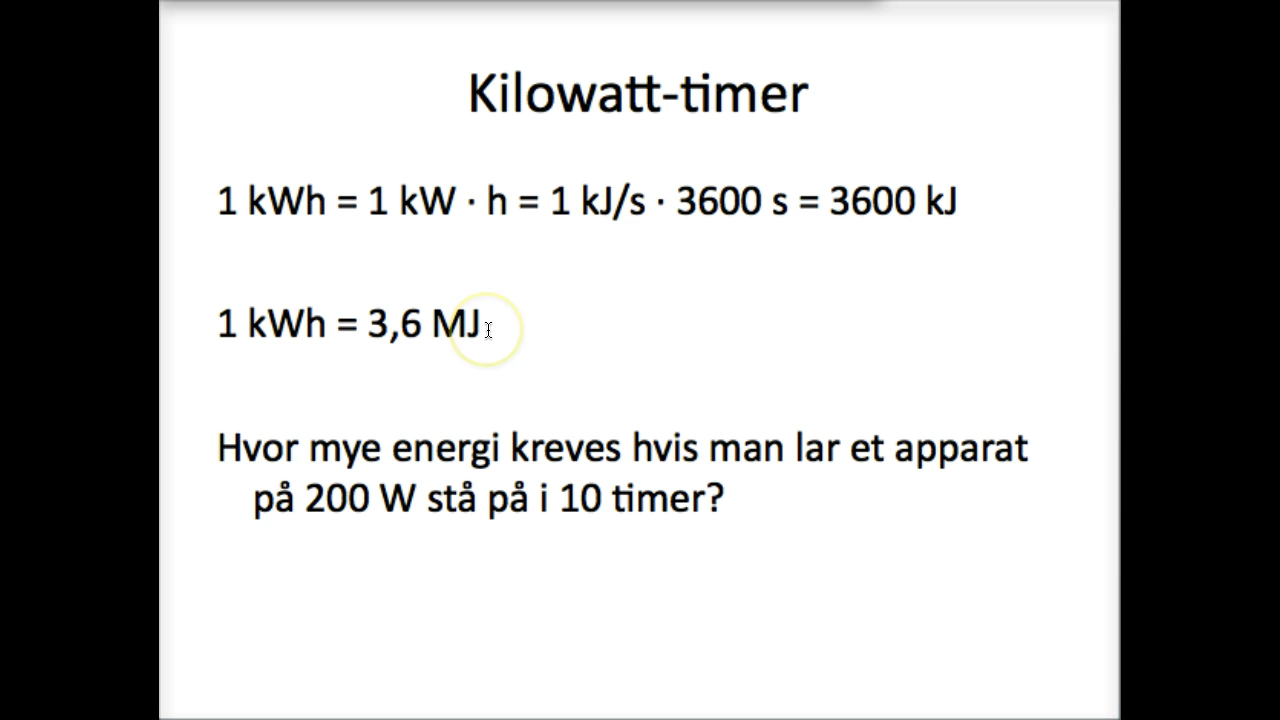 Kilowatt-timer
1 kWh = 1 kW · h = 1 kJ/s · 3600 s = 3600 kJ
1 kWh = 3,6 MJ
Hvor mye energi kreves hvis man lar et apparat
på 200 W stå på i 10 timer?